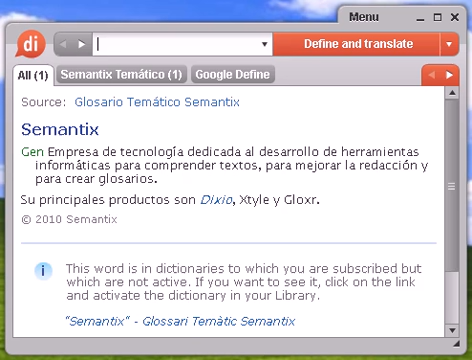 Menu
di
Define and translate
All (1) Semantix Temático (1) Google Define
Source: Glosario Temático Semantix
Semantix
Gen Empresa de tecnología dedicada al desarrollo de herramientas
informáticas para comprender textos, para mejorar la redacción y
para crear glosarios.
Su principales productos son Dixio, Xtyle y Gloxr.
© 2010 Semantix
i
This word is in dictionaries to which you are subscribed but
which are not active. If you want to see it, click on the link
and activate the dictionary in your Library.
"Semantix" - Glossari Temàtic Semantix